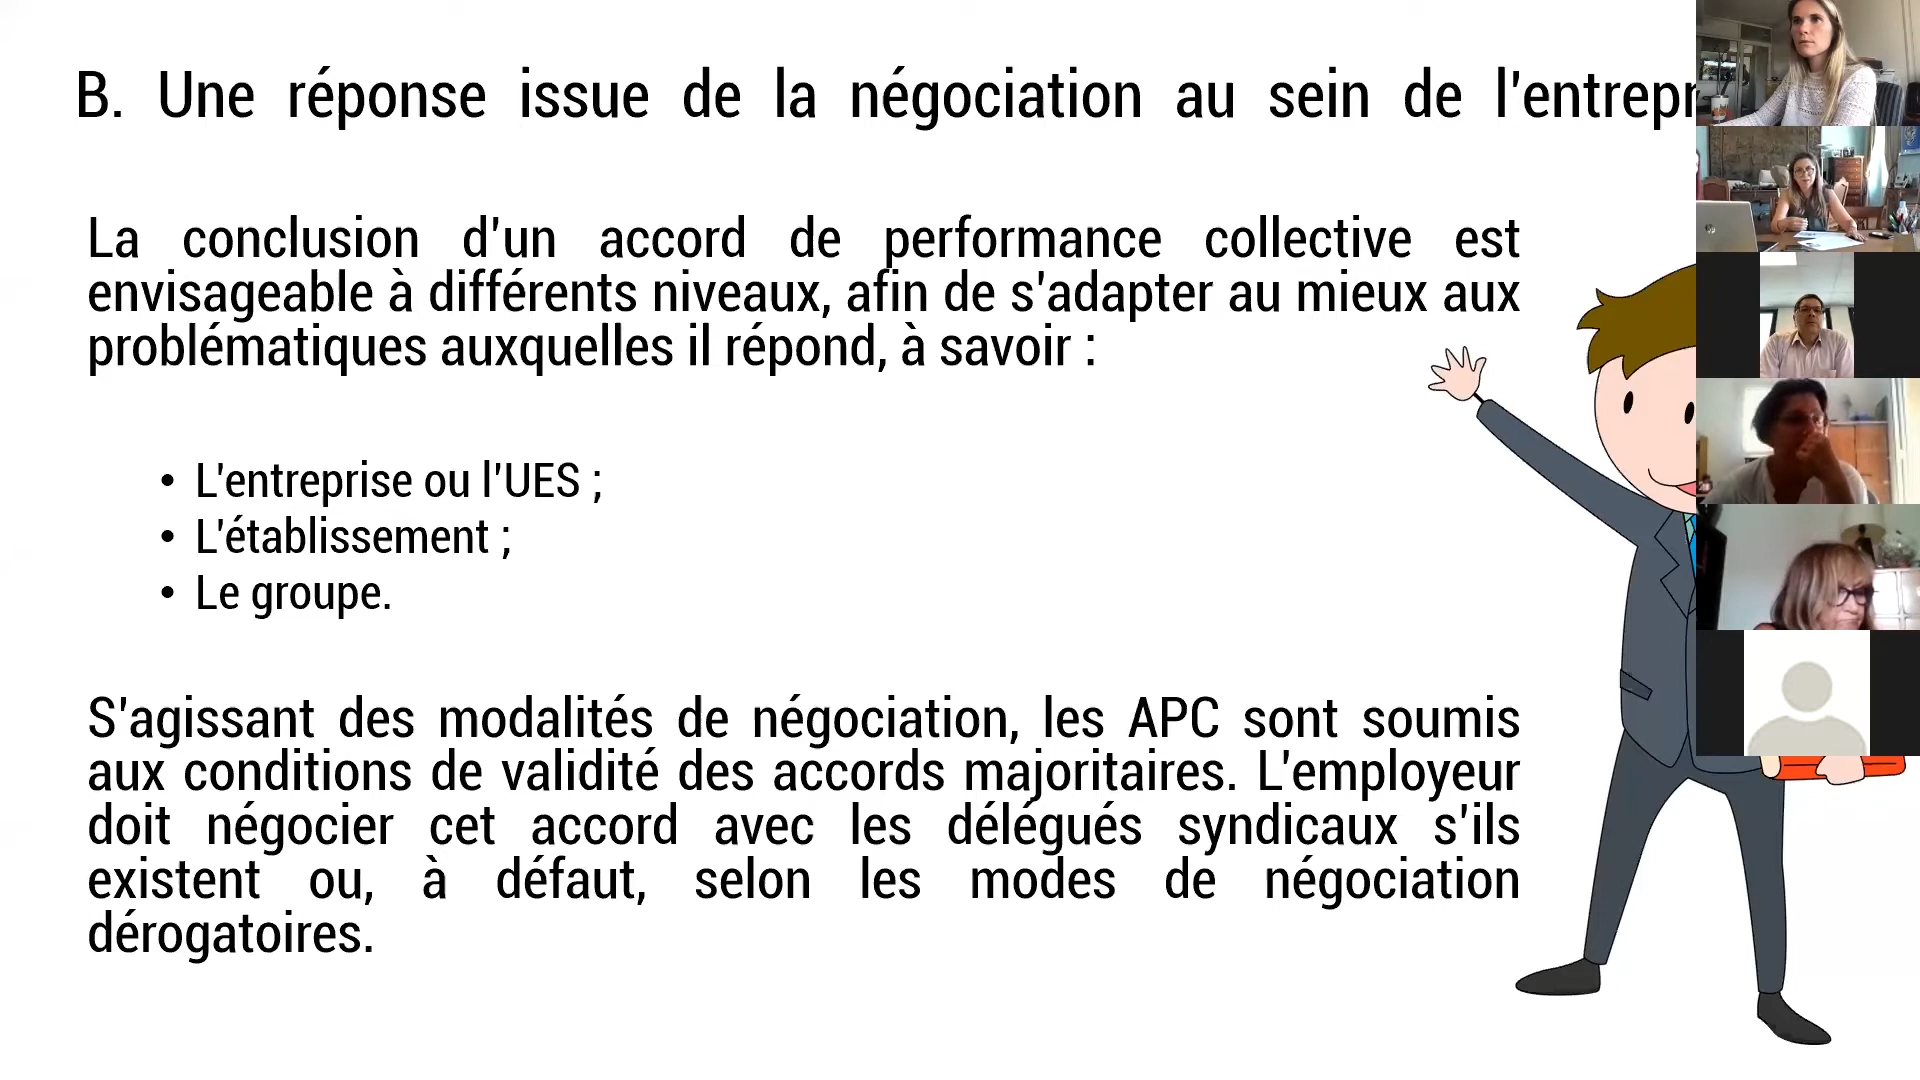 B. Une réponse issue de la négociation au sein de l'entrepr
La conclusion d'un accord de performance collective est
envisageable à différents niveaux, afin de s'adapter au mieux aux
problématiques auxquelles il répond, à savoir :
• L'entreprise ou l'UES ;
• L'établissement ;
• Le groupe.
S'agissant des modalités de négociation, les APC sont soumis
aux conditions de validité des accords majoritaires. L'employeur
doit négocier cet accord avec les délégués syndicaux s'ils
existent ou, à défaut, selon les modes de négociation
dérogatoires.